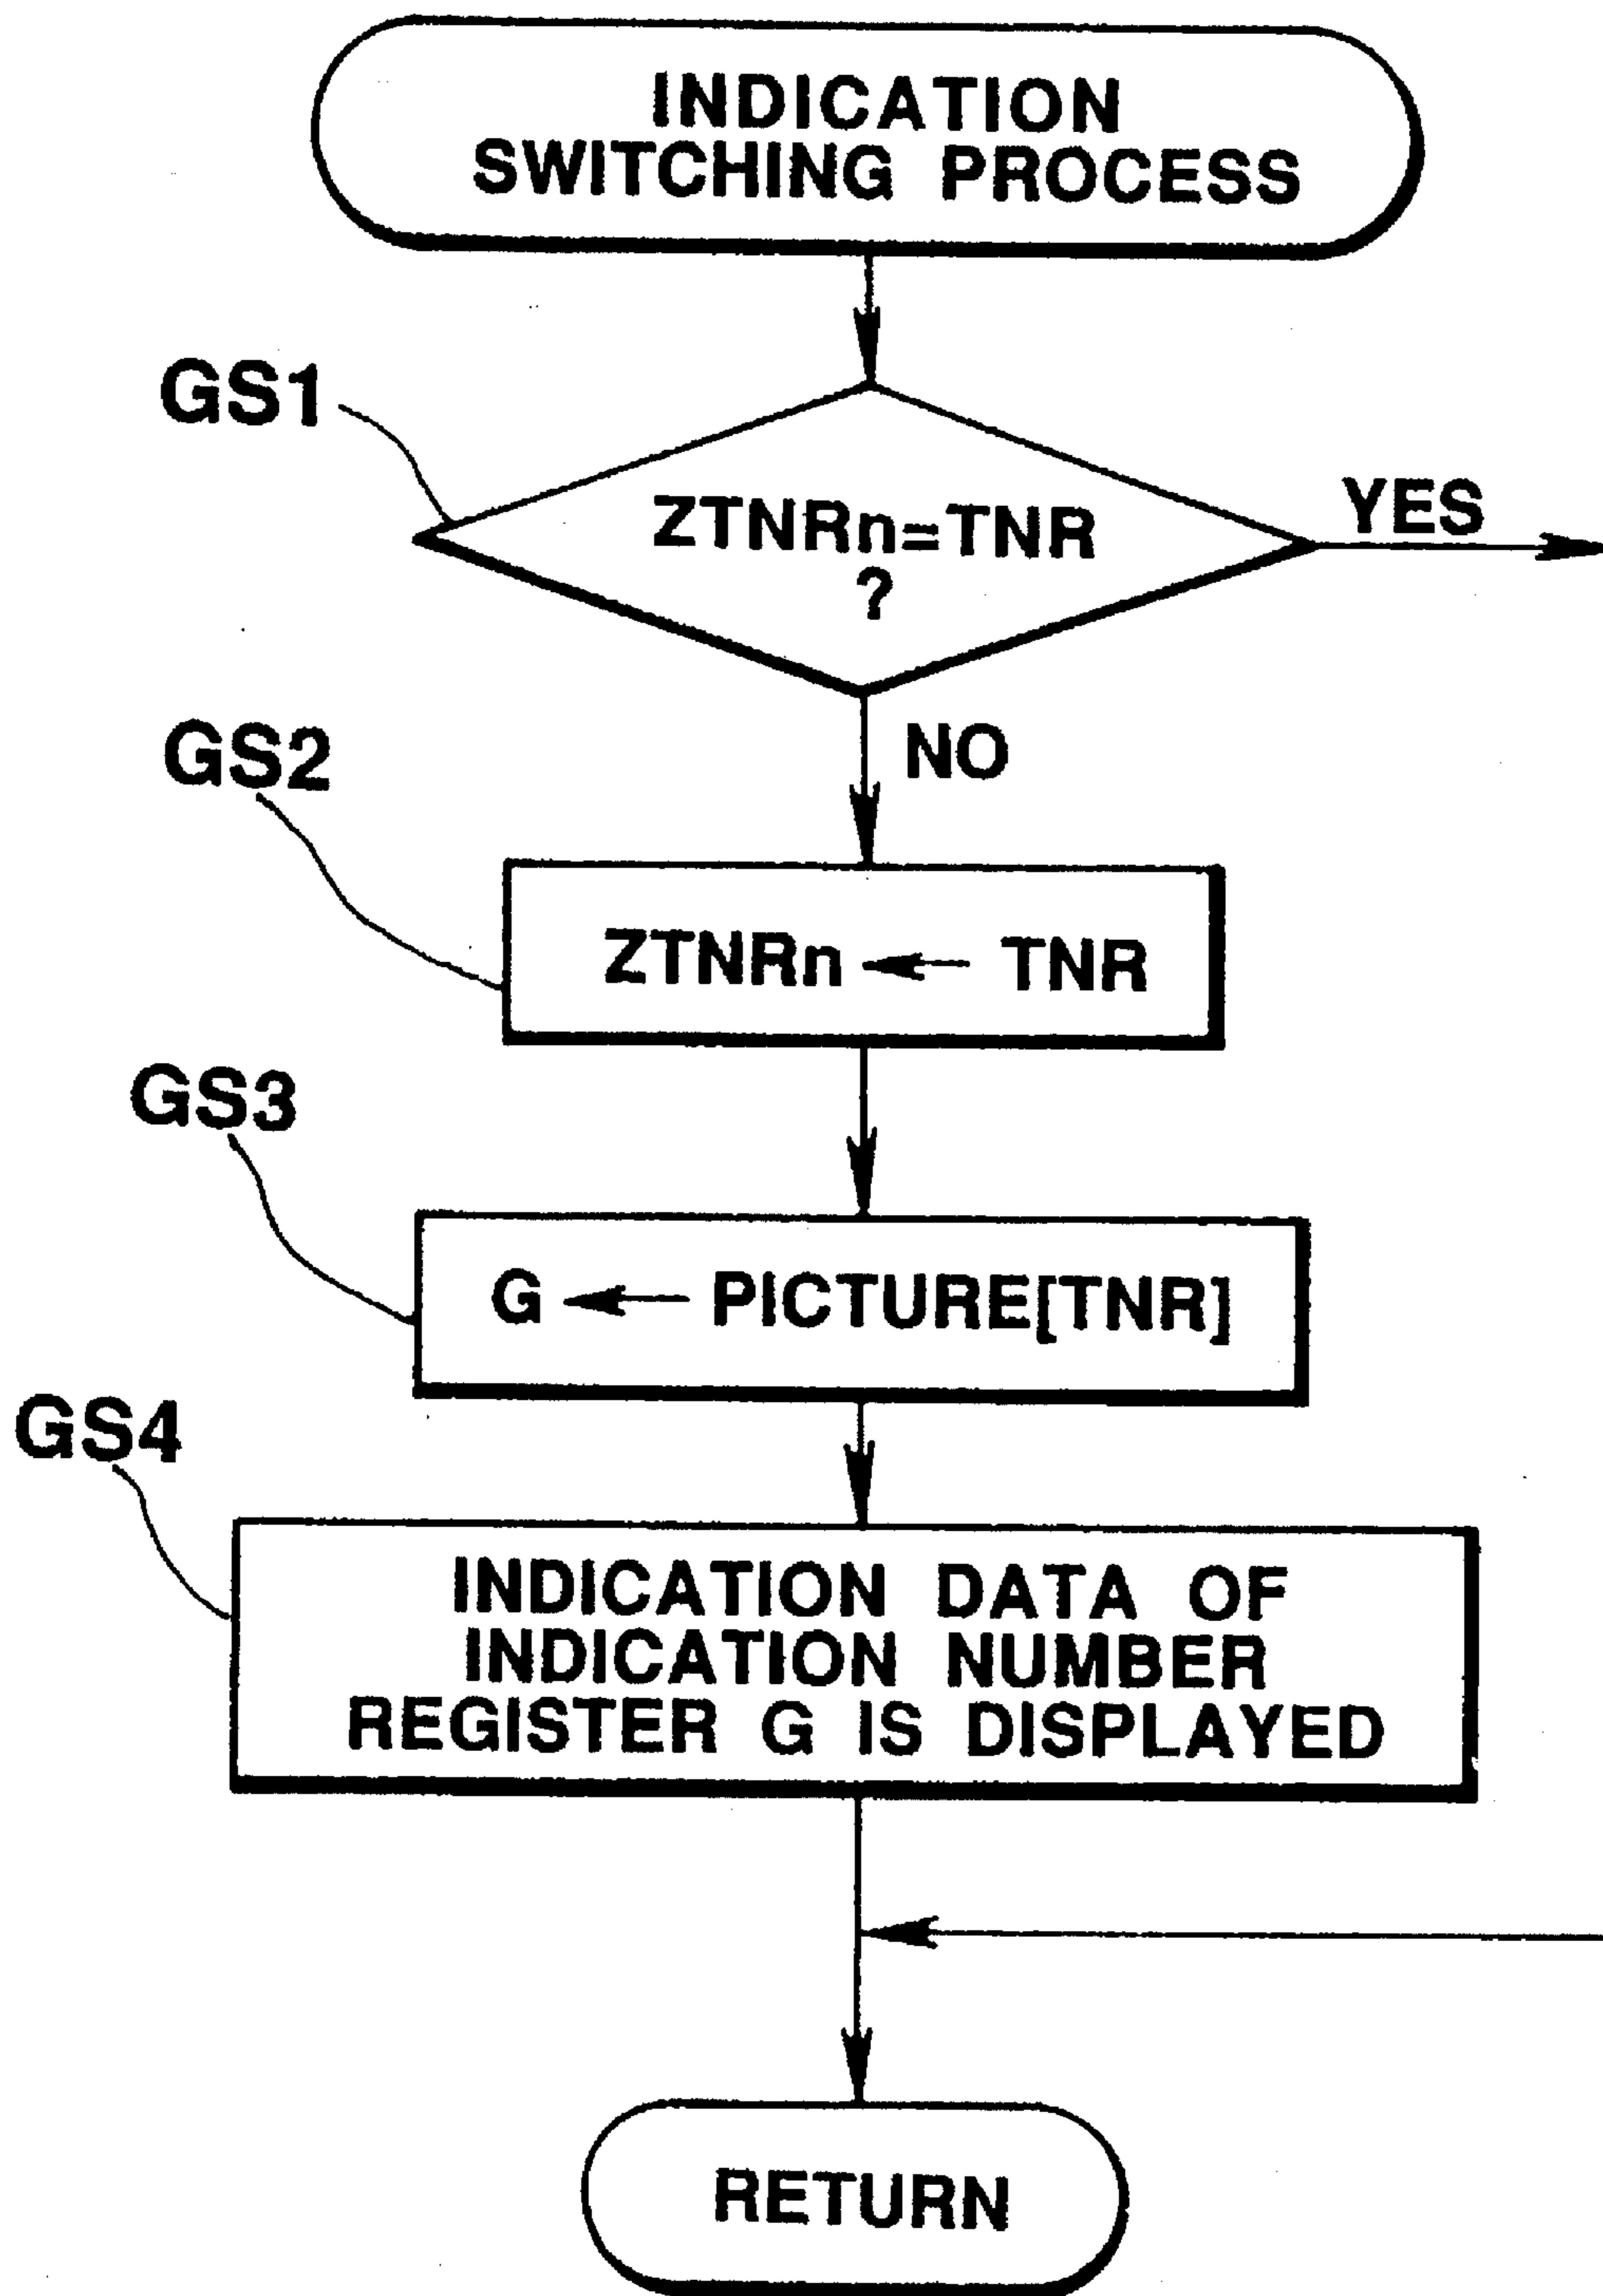 INDICATION
SWITCHING PROCESS
GS1
ZTNRn=TNR
?
YES
NO
GS2
ZTNRn ← TNR
GS3
G ← PICTURE[TNR]
GS4
INDICATION DATA OF
INDICATION NUMBER
REGISTER G IS DISPLAYED
RETURN